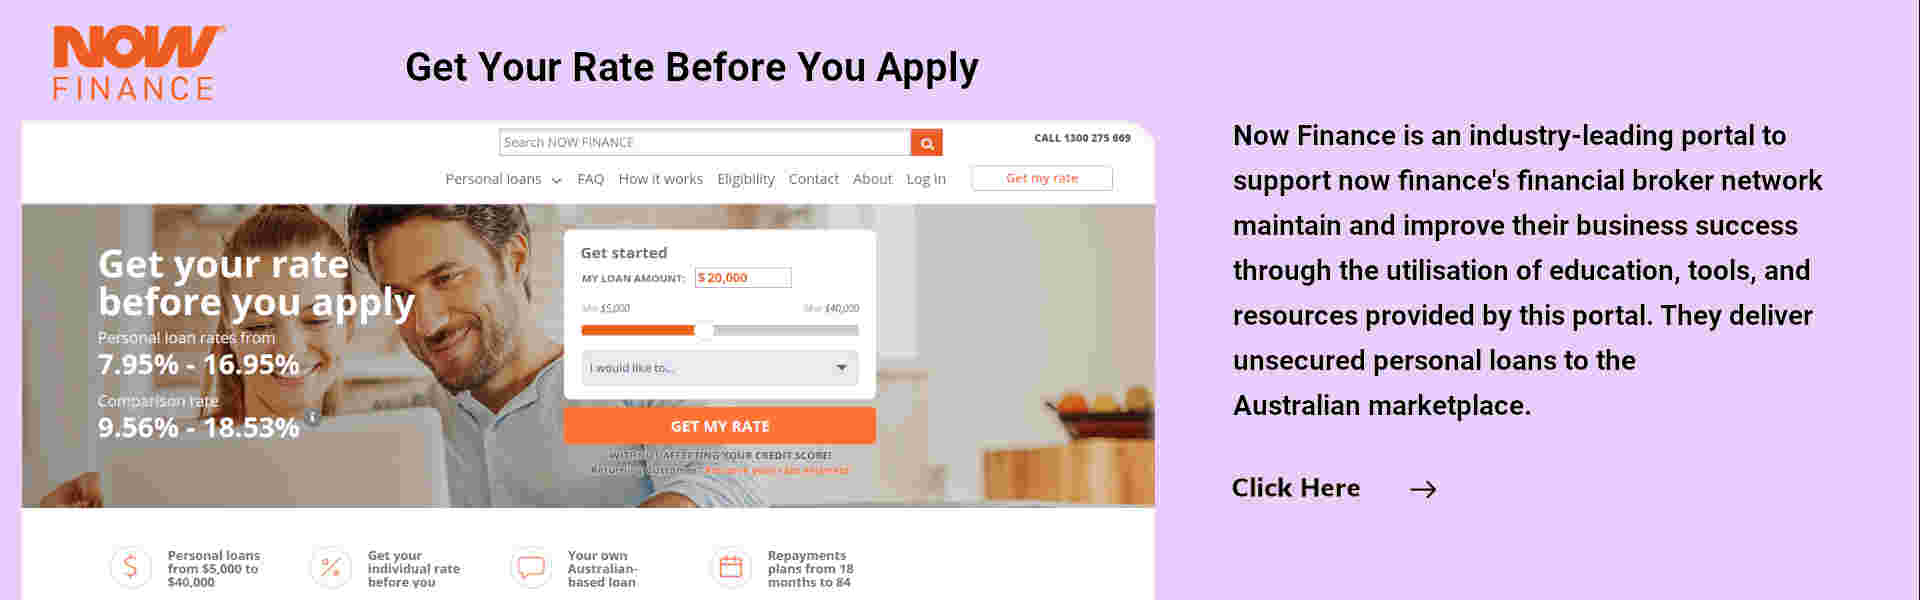 NOW
FINANCE
Get Your Rate Before You Apply
Search NOW FINANCE
CALL 1300 275 669
Personal loans
FAQ
How it works
Eligibility
Contact
About
Log in
Get my rate
Get your rate
before you apply
Personal loan rates from
7.95% - 16.95%
Comparison rate
9.56% - 18.53%
i
Get started
MY LOAN AMOUNT: $20,000
Min $5,000
Max $40,000
I would like to...
GET MY RATE
WITHOUT AFFECTING YOUR CREDIT SCORE!
Returning customer?
Personal loans
from $5,000 to
$40,000
Get your
individual rate
before you
Your own
Australian-
based loan
Repayments
plans from 18
months to 84
Now Finance is an industry-leading portal to
support now finance's financial broker network
maintain and improve their business success
through the utilisation of education, tools, and
resources provided by this portal. They deliver
unsecured personal loans to the
Australian marketplace.
Click Here →